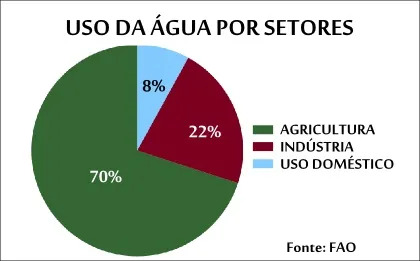 USO DA ÁGUA POR SETORES
8%
22%
70%
AGRICULTURA
INDÚSTRIA
USO DOMÉSTICO
Fonte: FAO